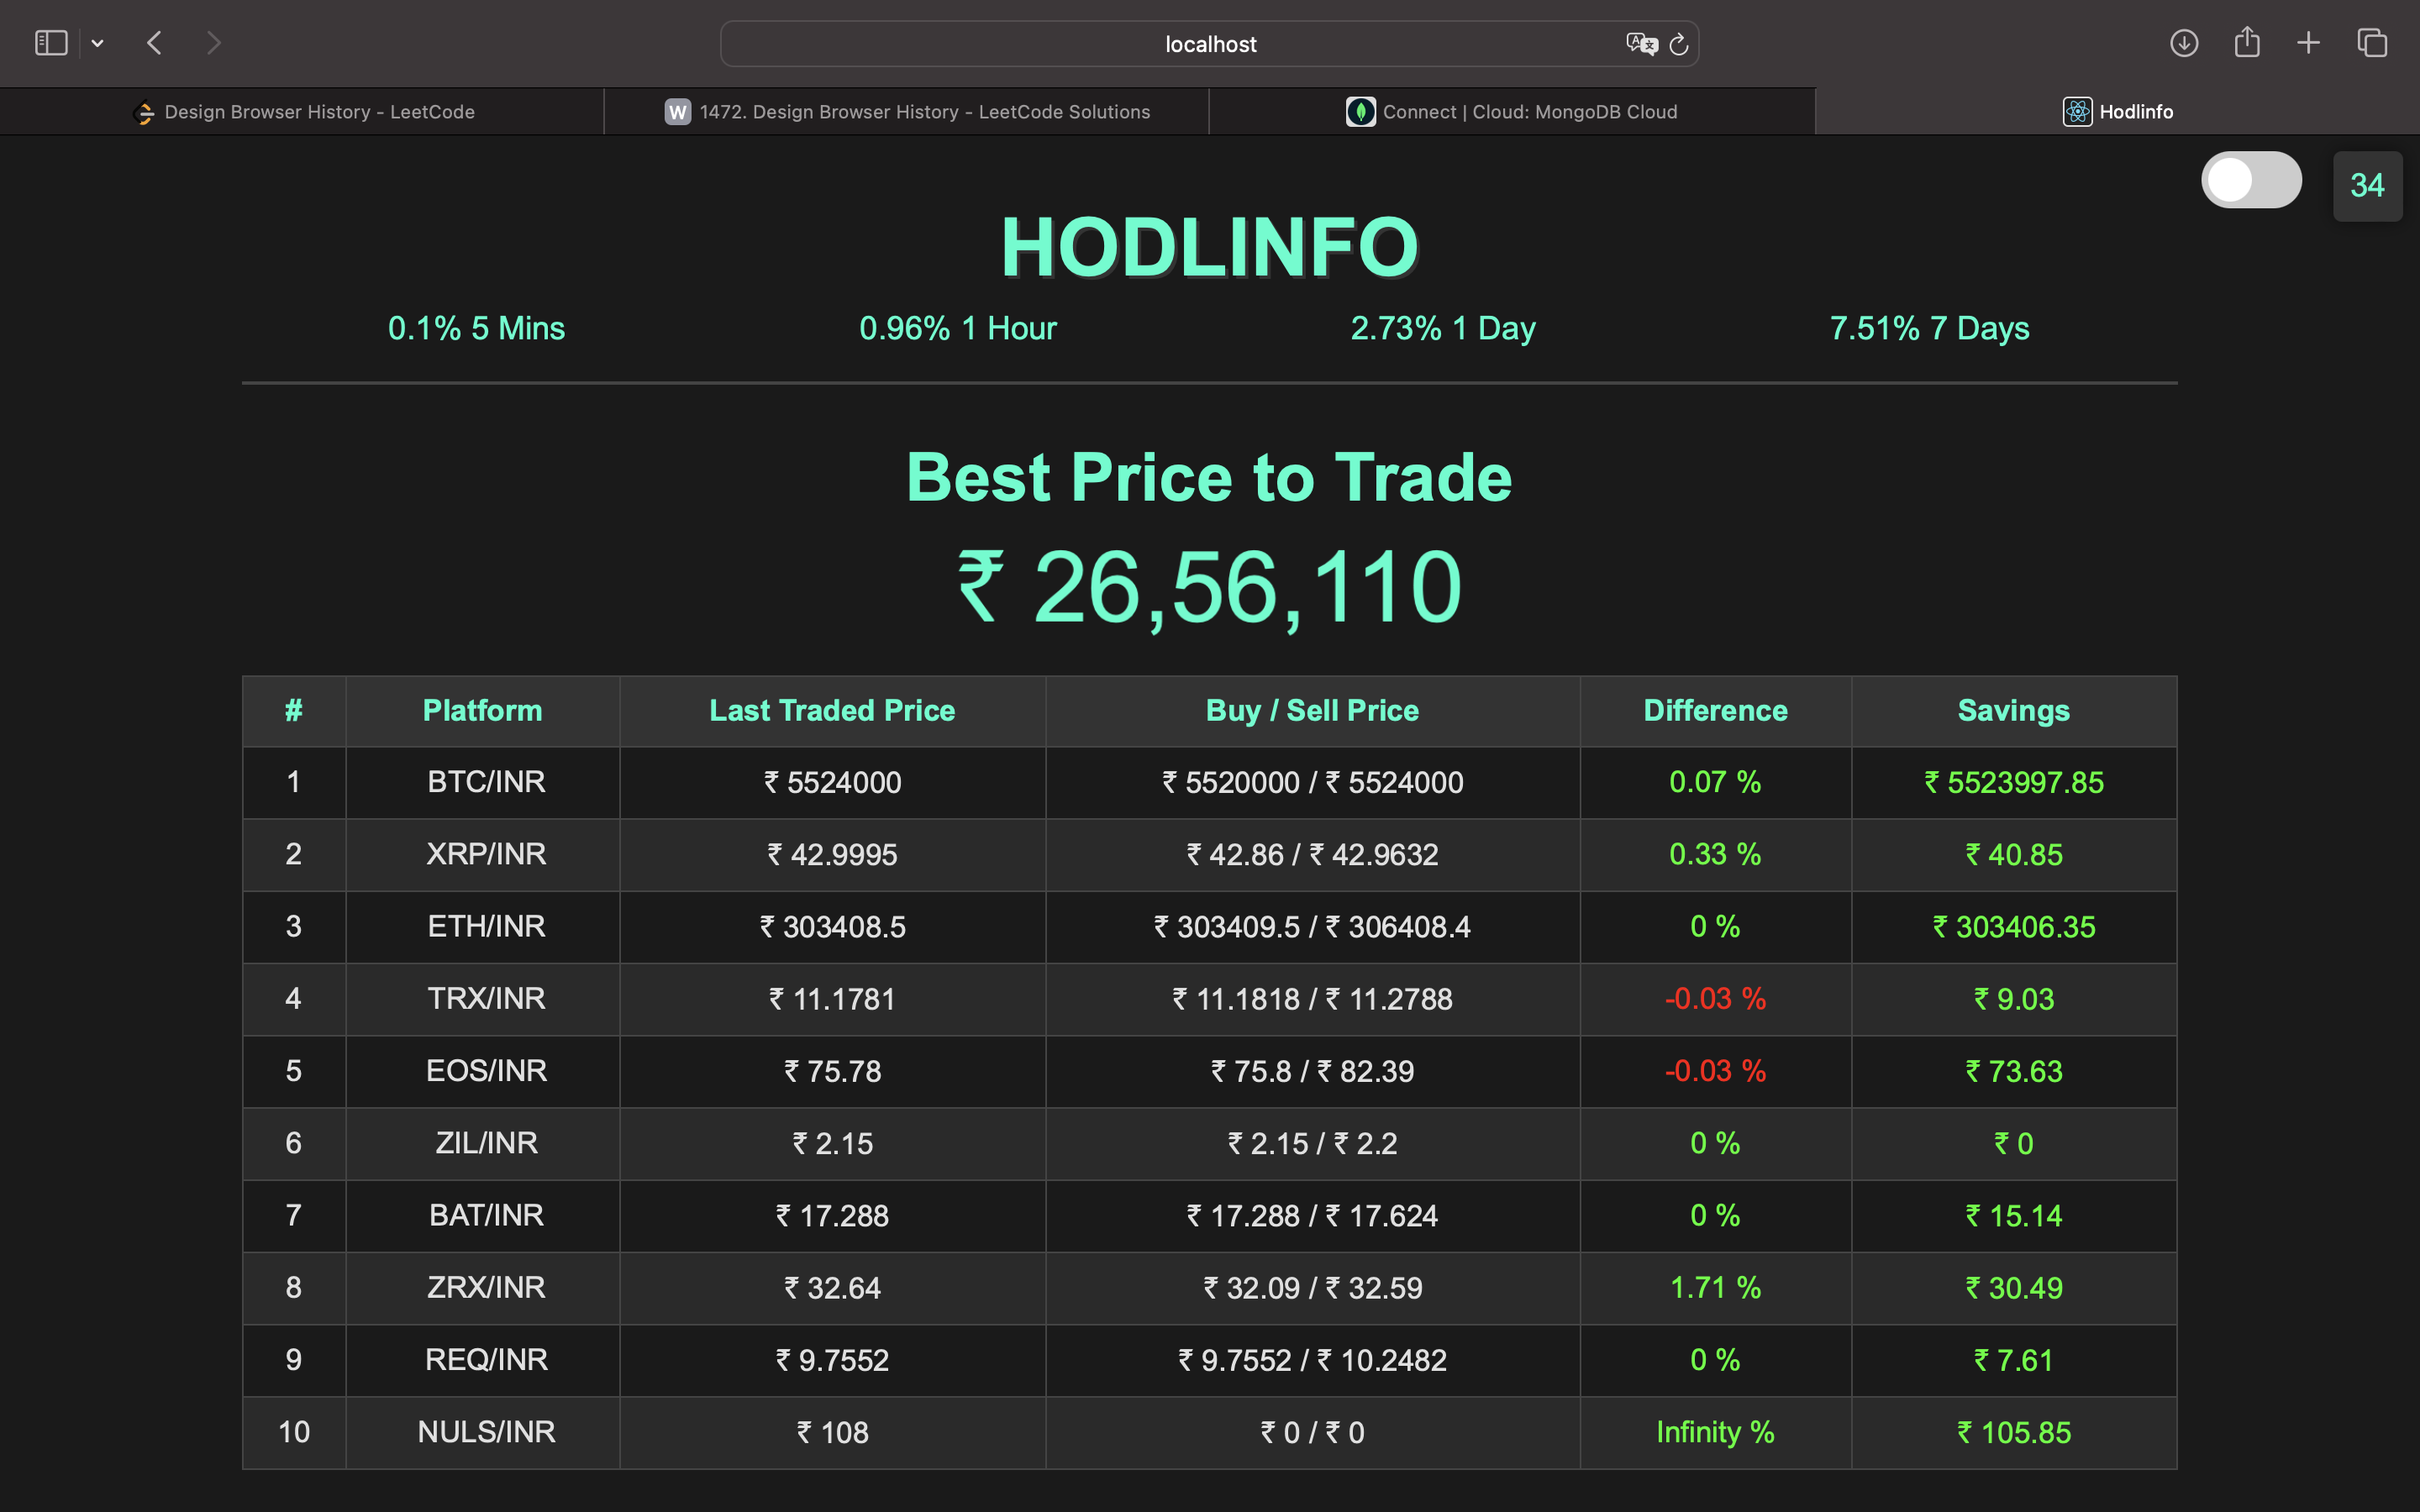 localhost
Design Browser History - LeetCode
W 1472. Design Browser History - LeetCode Solutions
Connect | Cloud: MongoDB Cloud
Hodlinfo
34
HODLINFO
0.1% 5 Mins 0.96% 1 Hour 2.73% 1 Day 7.51% 7 Days
Best Price to Trade
₹ 26,56,110
# Platform Last Traded Price Buy / Sell Price Difference Savings
1 BTC/INR ₹ 5524000 ₹ 5520000 / ₹ 5524000 0.07 % ₹ 5523997.85
2 XRP/INR ₹ 42.9995 ₹ 42.86 / ₹ 42.9632 0.33 % ₹ 40.85
3 ETH/INR ₹ 303408.5 ₹ 303409.5 / ₹ 306408.4 0 % ₹ 303406.35
4 TRX/INR ₹ 11.1781 ₹ 11.1818 / ₹ 11.2788 -0.03 % ₹ 9.03
5 EOS/INR ₹ 75.78 ₹ 75.8 / ₹ 82.39 -0.03 % ₹ 73.63
6 ZIL/INR ₹ 2.15 ₹ 2.15 / ₹ 2.2 0 % ₹ 0
7 BAT/INR ₹ 17.288 ₹ 17.288 / ₹ 17.624 0 % ₹ 15.14
8 ZRX/INR ₹ 32.64 ₹ 32.09 / ₹ 32.59 1.71 % ₹ 30.49
9 REQ/INR ₹ 9.7552 ₹ 9.7552 / ₹ 10.2482 0 % ₹ 7.61
10 NULS/INR ₹ 108 ₹ 0 / ₹ 0 Infinity % ₹ 105.85